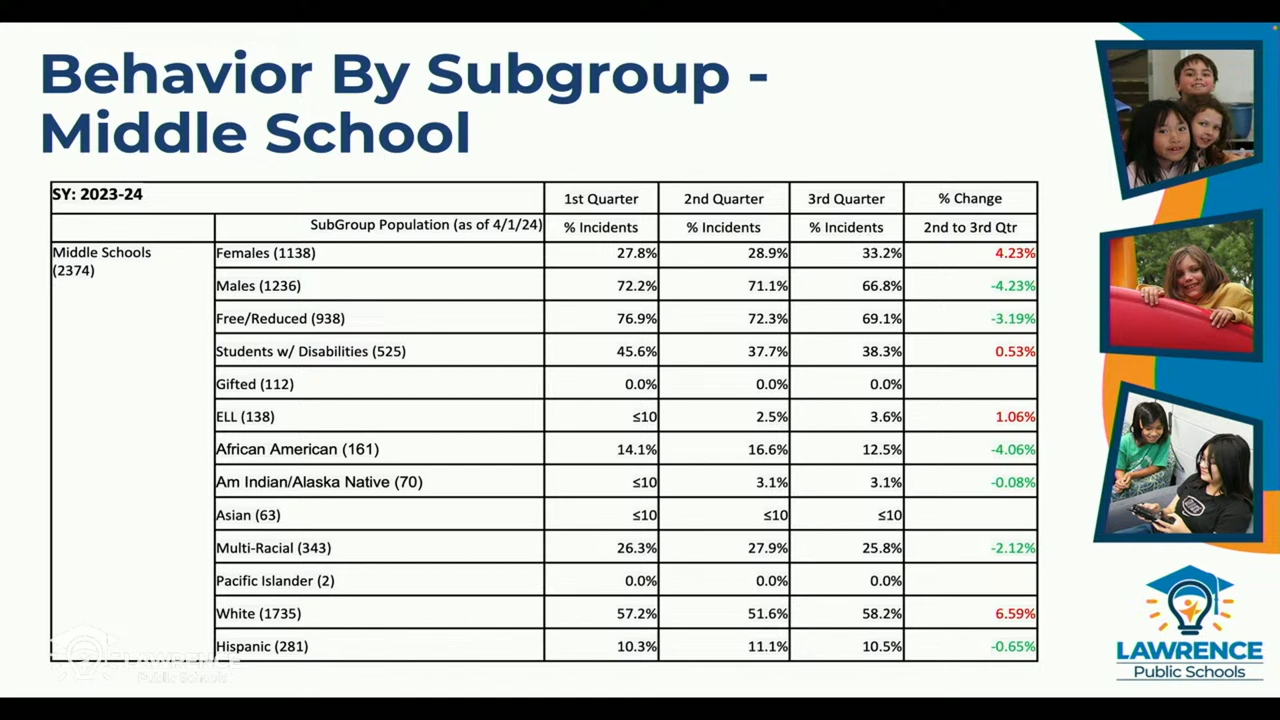 Behavior By Subgroup -
Middle School
SY: 2023-24 1st Quarter 2nd Quarter 3rd Quarter % Change
SubGroup Population (as of 4/1/24) % Incidents % Incidents % Incidents 2nd to 3rd Qtr
Middle Schools Females (1138) 27.8% 28.9% 33.2% 4.23%
(2374)
Males (1236) 72.2% 71.1% 66.8% -4.23%
Free/Reduced (938) 76.9% 72.3% 69.1% -3.19%
Students w/ Disabilities (525) 45.6% 37.7% 38.3% 0.53%
Gifted (112) 0.0% 0.0% 0.0%
ELL (138) ≤10 2.5% 3.6% 1.06%
African American (161) 14.1% 16.6% 12.5% -4.06%
Am Indian/Alaska Native (70) ≤10 3.1% 3.1% -0.08%
Asian (63) ≤10 ≤10 ≤10
Multi-Racial (343) 26.3% 27.9% 25.8% -2.12%
Pacific Islander (2) 0.0% 0.0% 0.0%
White (1735) 57.2% 51.6% 58.2% 6.59%
Hispanic (281) 10.3% 11.1% 10.5% -0.65%
LAWRENCE
Public Schools
LAWRENCE
Public Schools